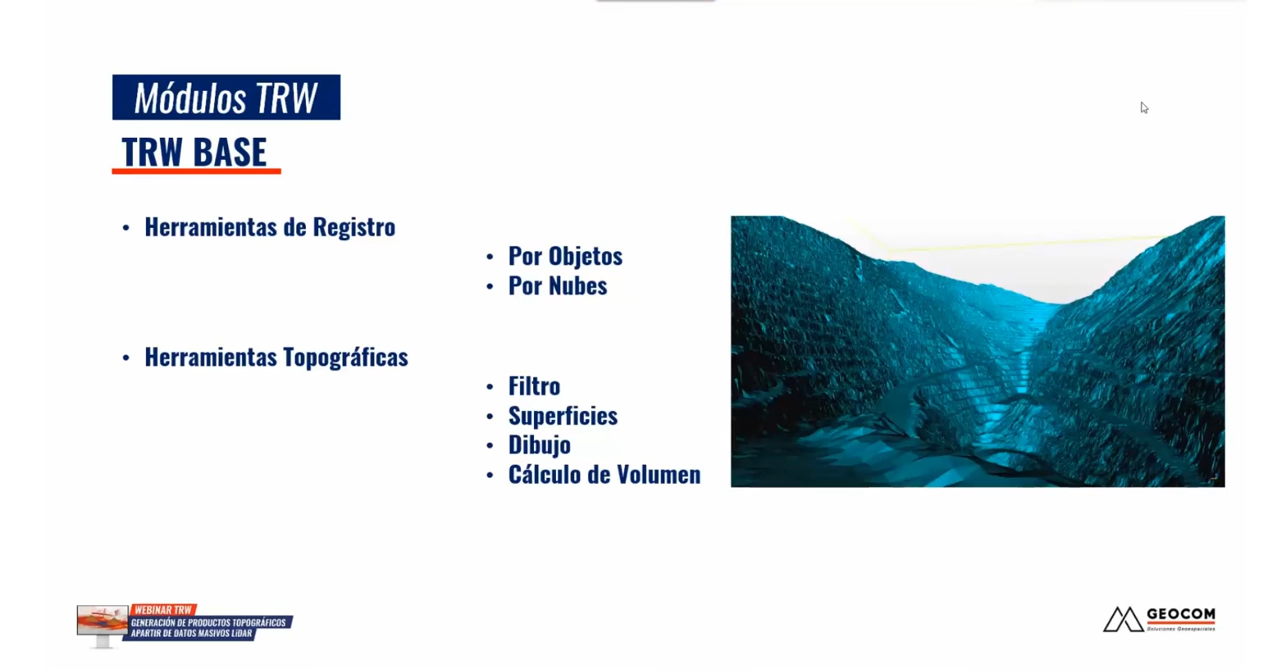 Módulos TRW
TRW BASE
• Herramientas de Registro
• Por Objetos
• Por Nubes
• Herramientas Topográficas
• Filtro
• Superficies
• Dibujo
• Cálculo de Volumen
WEBINAR TRW
GENERACIÓN DE PRODUCTOS TOPOGRÁFICOS
APARTIR DE DATOS MASIVOS LiDAR
GEOCOM
Soluciones Geoespaciales